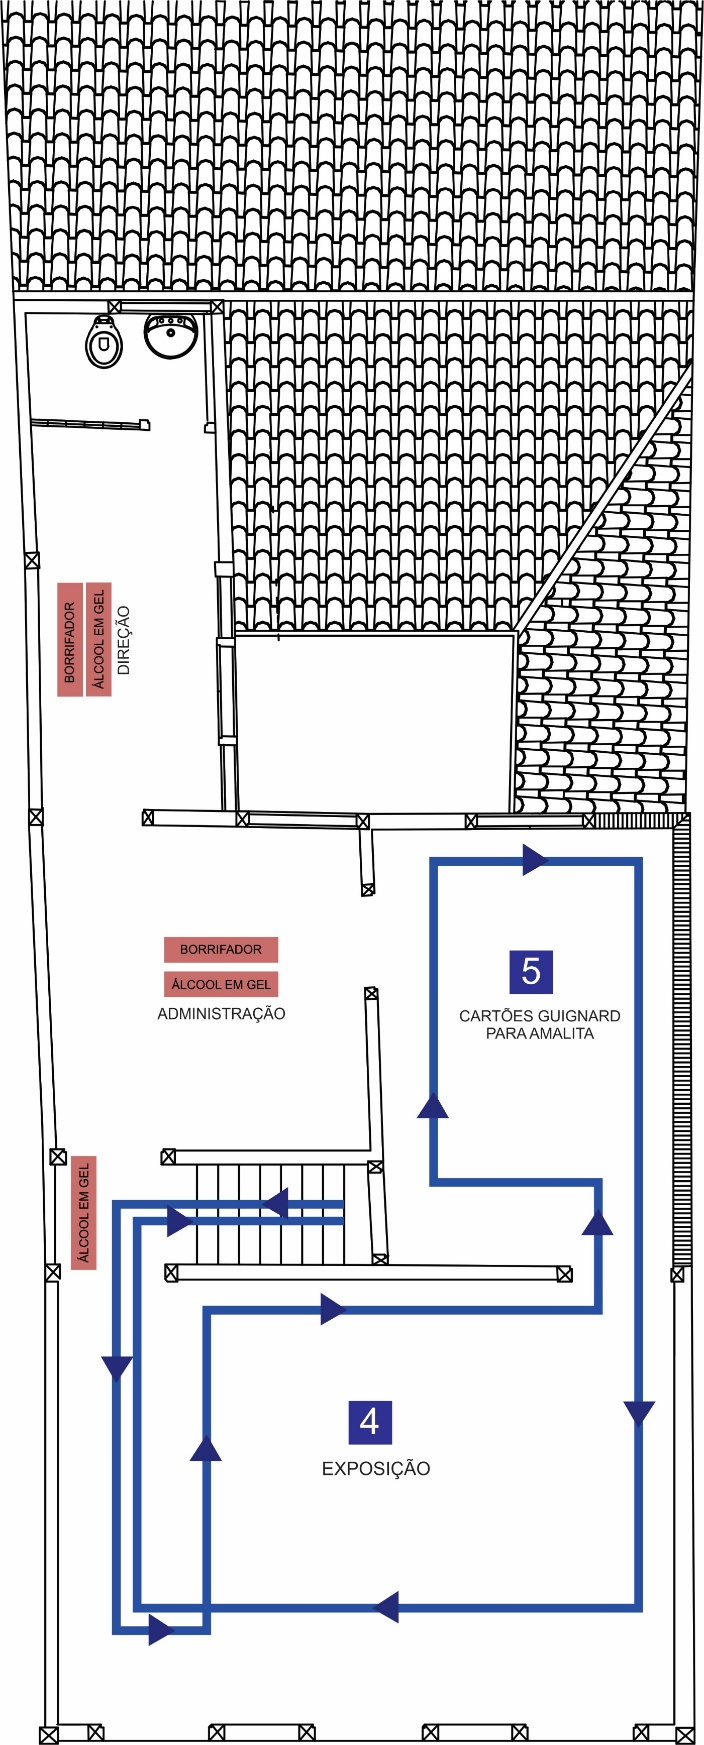 BORRIFADOR
ÁLCOOL EM GEL
DIREÇÃO
BORRIFADOR
ÁLCOOL EM GEL
ADMINISTRAÇÃO
5
CARTÕES GUIGNARD
PARA AMALITA
ÁLCOOL EM GEL
4
EXPOSIÇÃO